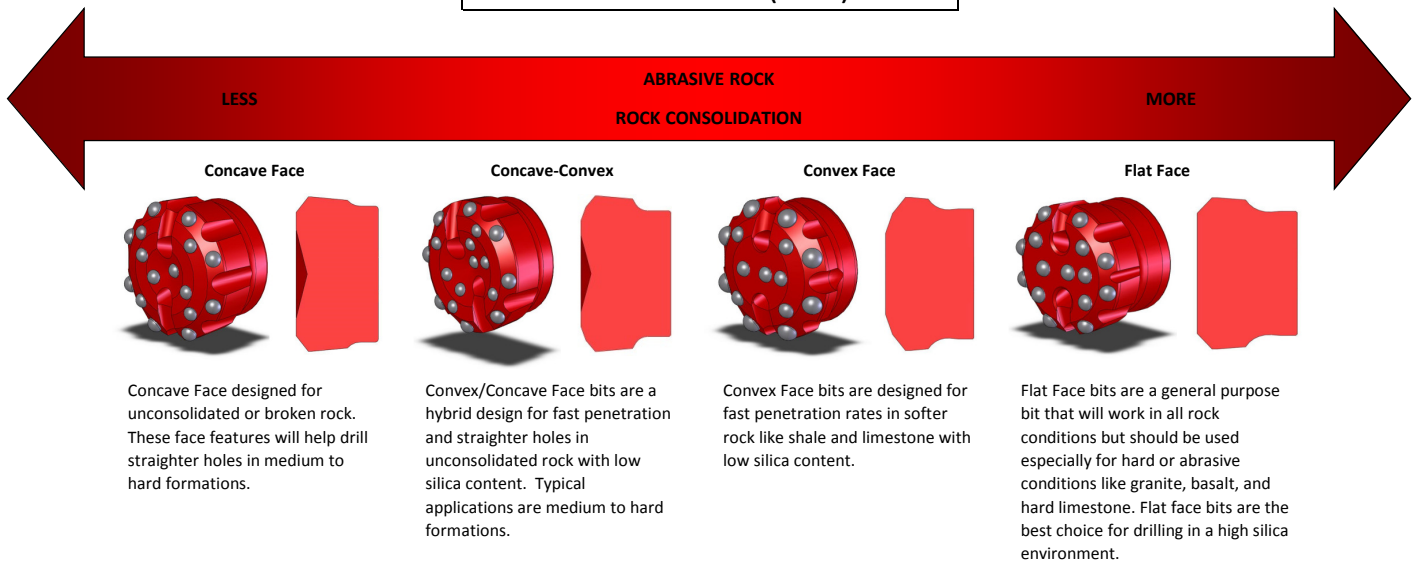 ABRASIVE ROCK
LESS
MORE
ROCK CONSOLIDATION
Concave Face
Concave-Convex
Convex Face
Flat Face
Concave Face designed for
unconsolidated or broken rock.
These face features will help drill
straighter holes in medium to
hard formations.
Convex/Concave Face bits are a
hybrid design for fast penetration
and straighter holes in
unconsolidated rock with low
silica content.  Typical
applications are medium to hard
formations.
Convex Face bits are designed for
fast penetration rates in softer
rock like shale and limestone with
low silica content.
Flat Face bits are a general purpose
bit that will work in all rock
conditions but should be used
especially for hard or abrasive
conditions like granite, basalt, and
hard limestone. Flat face bits are the
best choice for drilling in a high silica
environment.